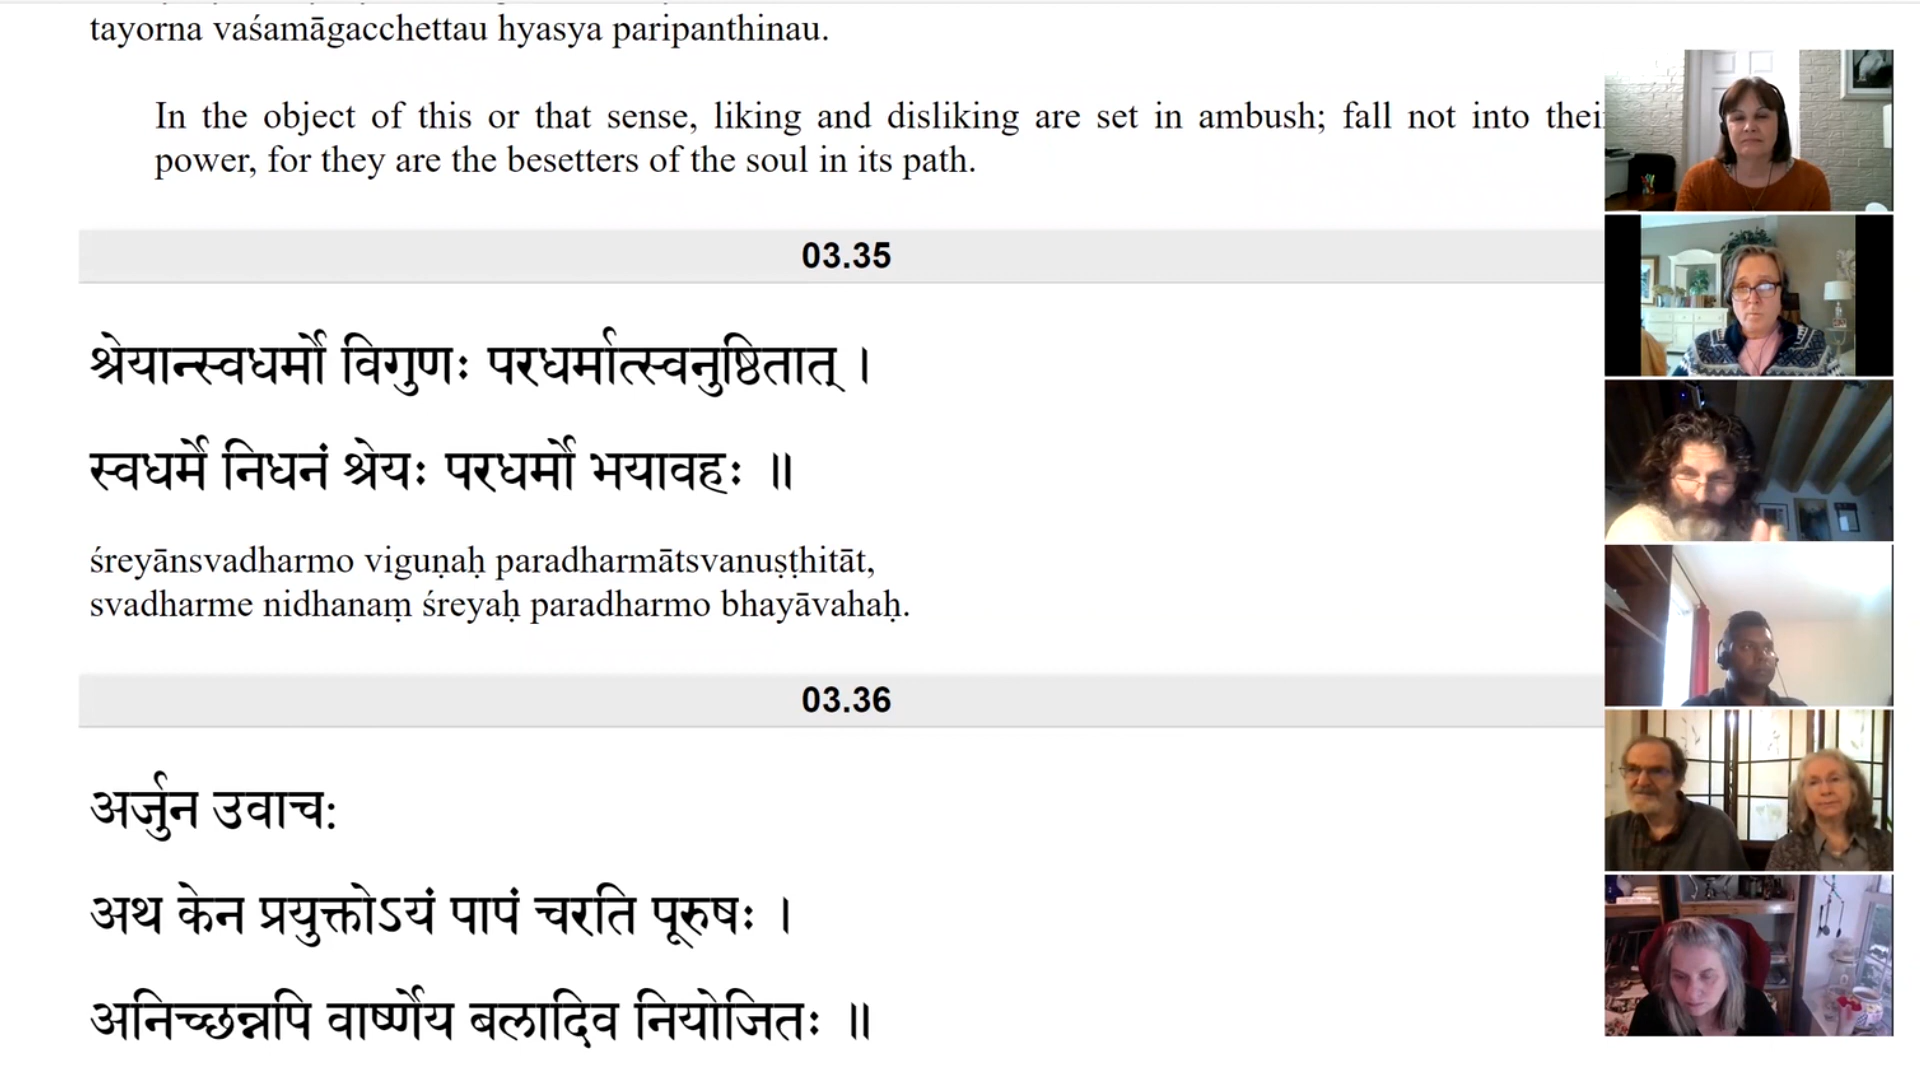 tayorna vaśamāgacchettau hyasya paripanthinau.
In the object of this or that sense, liking and disliking are set in ambush; fall not into thei
power, for they are the besetters of the soul in its path.
03.35
श्रेयान्स्वधर्मो विगुणः परधर्मात्स्वनुष्ठितात् ।
स्वधर्मे निधनं श्रेयः परधर्मो भयावहः ॥
śreyānsvadharmo viguṇaḥ paradharmātsvanuṣṭhitāt,
svadharme nidhanaṃ śreyaḥ paradharmo bhayāvahaḥ.
03.36
अर्जुन उवाच:
अथ केन प्रयुक्तोऽयं पापं चरति पूरुषः ।
अनिच्छन्नपि वार्ष्णेय बलादिव नियोजितः ॥